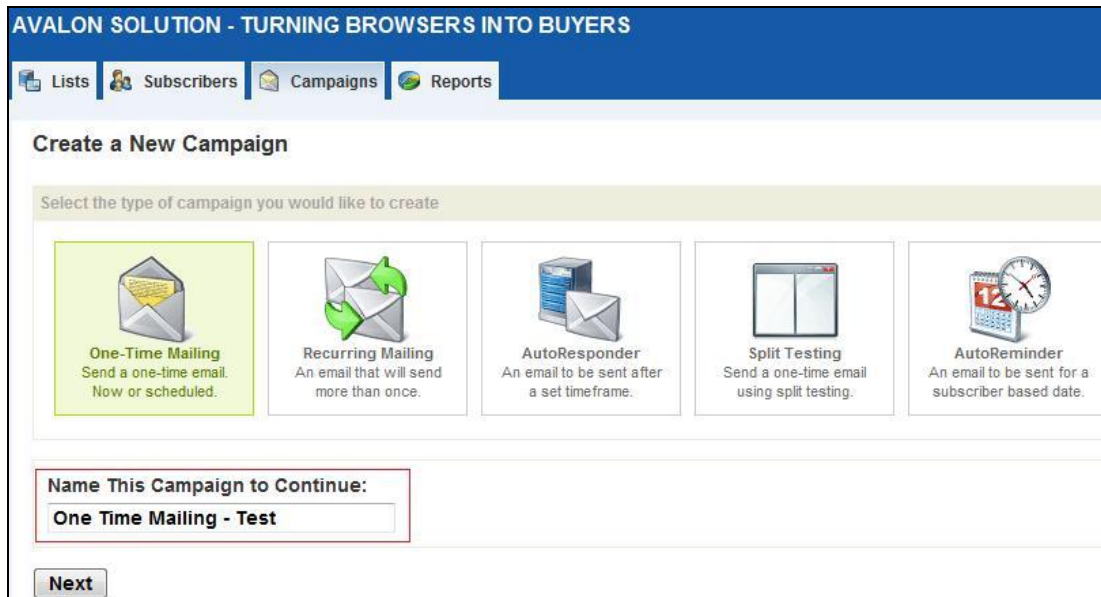 AVALON SOLUTION - TURNING BROWSERS INTO BUYERS
Lists Subscribers Campaigns Reports
Create a New Campaign
Select the type of campaign you would like to create
One-Time Mailing
Send a one-time email.
Now or scheduled.
Recurring Mailing
An email that will send
more than once.
AutoResponder
An email to be sent after
a set timeframe.
Split Testing
Send a one-time email
using split testing.
12
AutoReminder
An email to be sent for a
subscriber based date.
Name This Campaign to Continue:
One Time Mailing - Test
Next